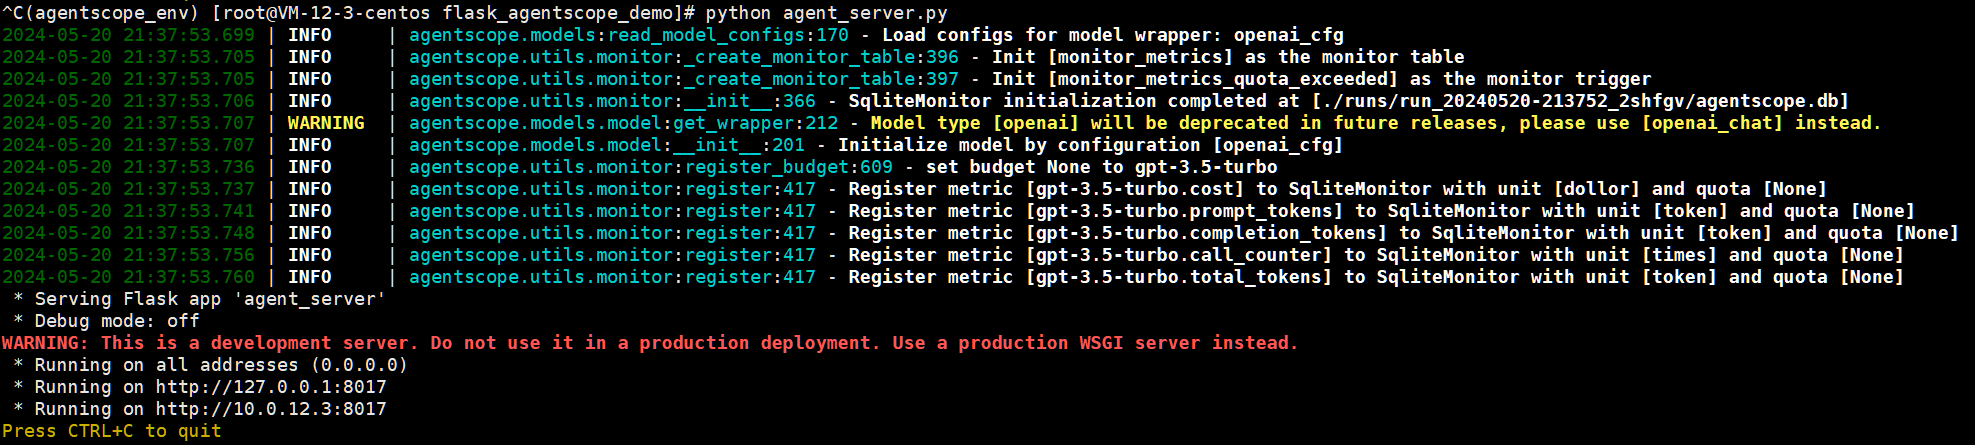 ^C(agentscope_env) [root@VM-12-3-centos flask_agentscope_demo]# python agent_server.py
2024-05-20 21:37:53.699 | INFO     | agentscope.models:read_model_configs:170 - Load configs for model wrapper: openai_cfg
2024-05-20 21:37:53.705 | INFO     | agentscope.utils.monitor:_create_monitor_table:396 - Init [monitor_metrics] as the monitor table
2024-05-20 21:37:53.705 | INFO     | agentscope.utils.monitor:_create_monitor_table:397 - Init [monitor_metrics_quota_exceeded] as the monitor trigger
2024-05-20 21:37:53.706 | INFO     | agentscope.utils.monitor:__init__:366 - SqliteMonitor initialization completed at [./runs/run_20240520-213752_2shfgv/agentscope.db]
2024-05-20 21:37:53.707 | WARNING  | agentscope.models.model:get_wrapper:212 - Model type [openai] will be deprecated in future releases, please use [openai_chat] instead.
2024-05-20 21:37:53.707 | INFO     | agentscope.models.model:__init__:201 - Initialize model by configuration [openai_cfg]
2024-05-20 21:37:53.736 | INFO     | agentscope.utils.monitor:register_budget:609 - set budget None to gpt-3.5-turbo
2024-05-20 21:37:53.737 | INFO     | agentscope.utils.monitor:register:417 - Register metric [gpt-3.5-turbo.cost] to SqliteMonitor with unit [dollor] and quota [None]
2024-05-20 21:37:53.741 | INFO     | agentscope.utils.monitor:register:417 - Register metric [gpt-3.5-turbo.prompt_tokens] to SqliteMonitor with unit [token] and quota [None]
2024-05-20 21:37:53.748 | INFO     | agentscope.utils.monitor:register:417 - Register metric [gpt-3.5-turbo.completion_tokens] to SqliteMonitor with unit [token] and quota [None]
2024-05-20 21:37:53.756 | INFO     | agentscope.utils.monitor:register:417 - Register metric [gpt-3.5-turbo.call_counter] to SqliteMonitor with unit [times] and quota [None]
2024-05-20 21:37:53.760 | INFO     | agentscope.utils.monitor:register:417 - Register metric [gpt-3.5-turbo.total_tokens] to SqliteMonitor with unit [token] and quota [None]
 * Serving Flask app 'agent_server'
 * Debug mode: off
WARNING: This is a development server. Do not use it in a production deployment. Use a production WSGI server instead.
 * Running on all addresses (0.0.0.0)
 * Running on http://127.0.0.1:8017
 * Running on http://10.0.12.3:8017
Press CTRL+C to quit